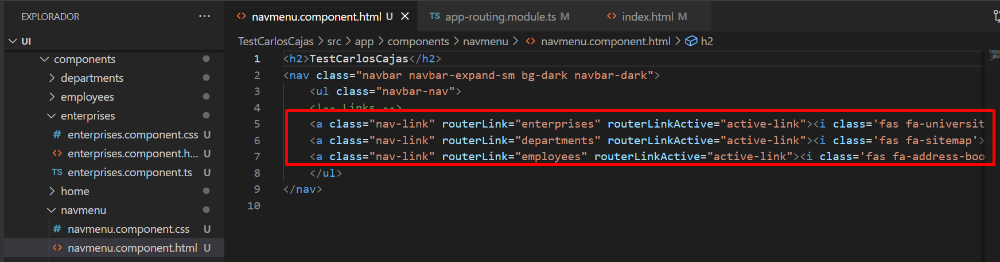 EXPLORADOR ...
UI
components
departments
employees
enterprises
# enterprises.component.css U
<> enterprises.component.h... U
TS enterprises.component.ts U
home
navmenu
# navmenu.component.css U
<> navmenu.component.html U
<> navmenu.component.html U × TS app-routing.module.ts M <> index.html M
TestCarlosCajas > src > app > components > navmenu > <> navmenu.component.html > h2
1 <h2>TestCarlosCajas</h2>
2 <nav class="navbar navbar-expand-sm bg-dark navbar-dark">
3 <ul class="navbar-nav">
4 <!-- Links -->
5 <a class="nav-link" routerLink="enterprises" routerLinkActive="active-link"><i class='fas fa-universit
6 <a class="nav-link" routerLink="departments" routerLinkActive="active-link"><i class='fas fa-sitemap'>
7 <a class="nav-link" routerLink="employees" routerLinkActive="active-link"><i class='fas fa-address-boo
8 </ul>
9 </nav>
10